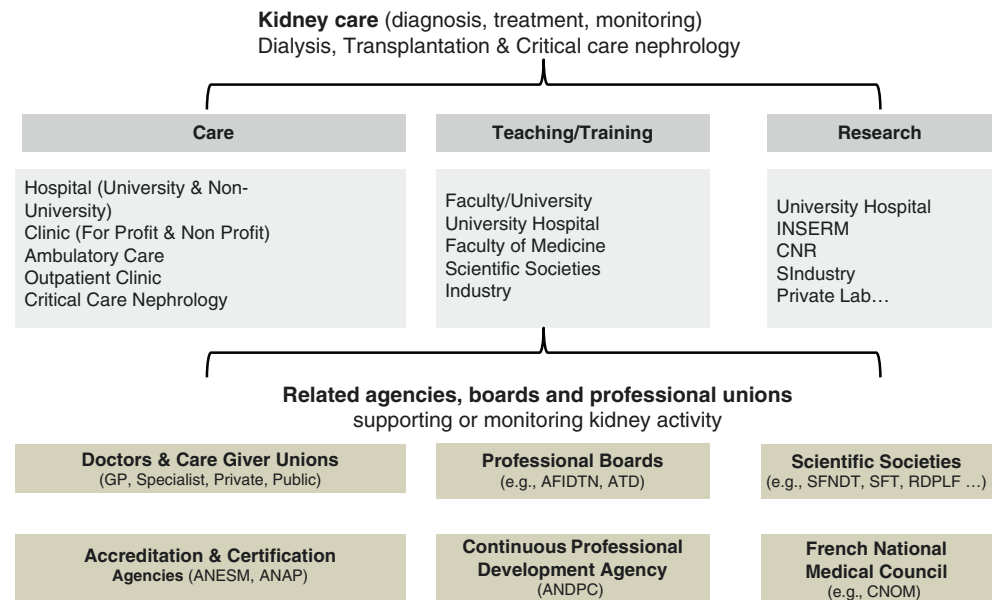 Kidney care (diagnosis, treatment, monitoring)
Dialysis, Transplantation & Critical care nephrology
Care
Hospital (University & Non-
University)
Clinic (For Profit & Non Profit)
Ambulatory Care
Outpatient Clinic
Critical Care Nephrology
Teaching/Training
Faculty/University
University Hospital
Faculty of Medicine
Scientific Societies
Industry
Research
University Hospital
INSERM
CNR
SIndustry
Private Lab…
Related agencies, boards and professional unions
supporting or monitoring kidney activity
Doctors & Care Giver Unions
(GP, Specialist, Private, Public)
Professional Boards
(e.g., AFIDTN, ATD)
Scientific Societies
(e.g., SFNDT, SFT, RDPLF …)
Accreditation & Certification
Agencies (ANESM, ANAP)
Continuous Professional
Development Agency
(ANDPC)
French National
Medical Council
(e.g., CNOM)